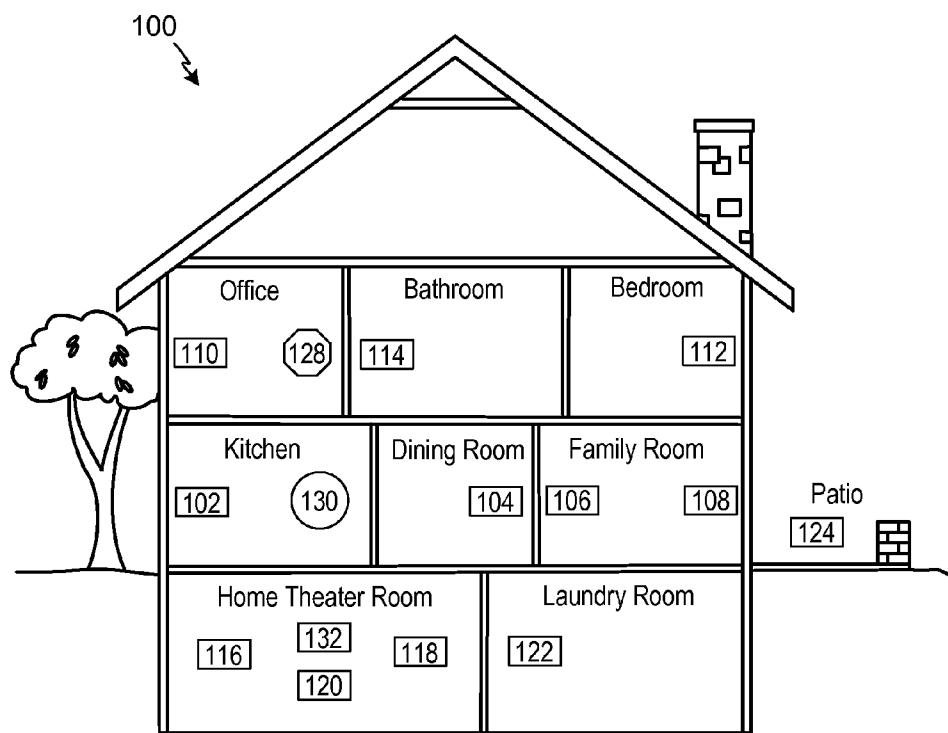 100
Office
Bathroom
Bedroom
110
128
114
112
Kitchen
Dining Room
Family Room
102
130
104
106
108
Patio
124
Home Theater Room
Laundry Room
116
132
118
122
120